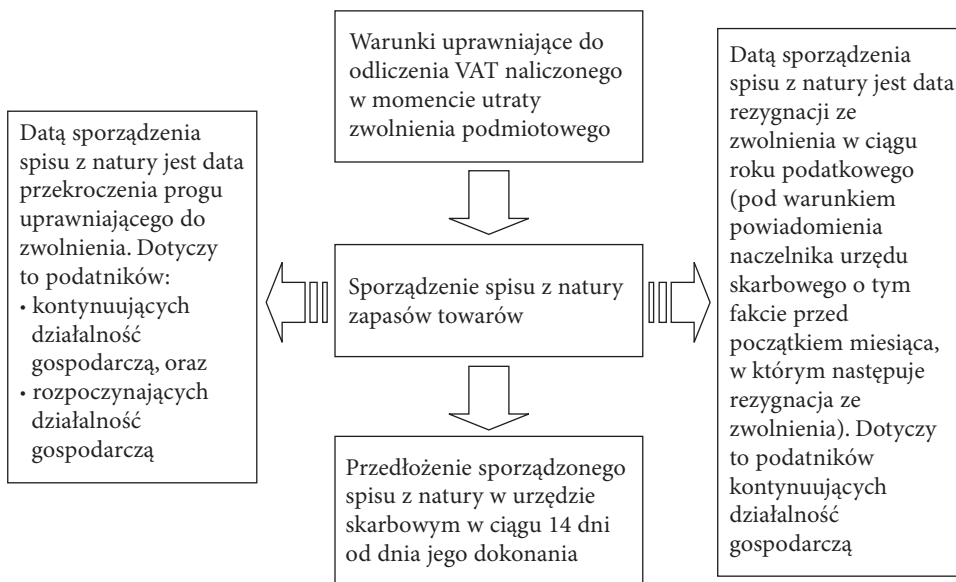 Warunki uprawniające do
odliczenia VAT naliczonego
w momencie utraty
zwolnienia podmiotowego
Datą sporządzenia
spisu z natury jest data
przekroczenia progu
uprawniającego do
zwolnienia. Dotyczy
to podatników:
• kontynuujących
działalność
gospodarczą, oraz
• rozpoczynających
działalność
gospodarczą
Sporządzenie spisu z natury
zapasów towarów
Datą sporządzenia
spisu z natury jest data
rezygnacji ze
zwolnienia w ciągu
roku podatkowego
(pod warunkiem
powiadomienia
naczelnika urzędu
skarbowego o tym
fakcie przed
początkiem miesiąca,
w którym następuje
rezygnacja ze
zwolnienia). Dotyczy
to podatników
kontynuujących
działalność
gospodarczą
Przedłożenie sporządzonego
spisu z natury w urzędzie
skarbowym w ciągu 14 dni
od dnia jego dokonania